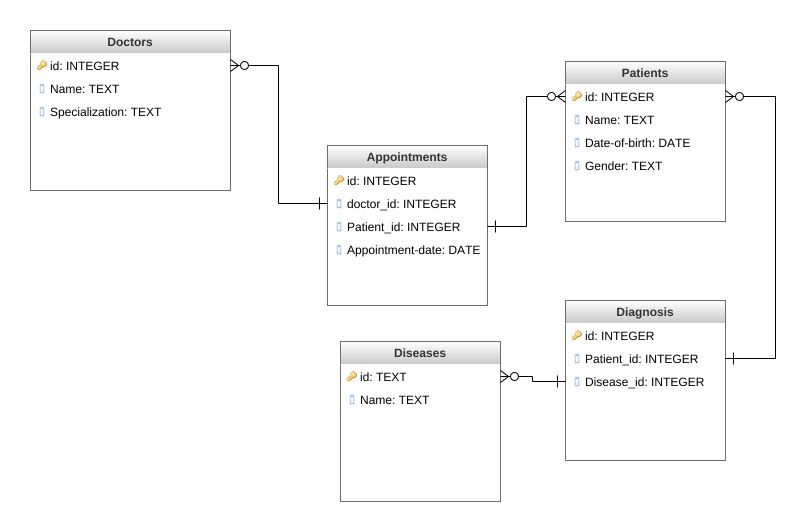 Doctors
id: INTEGER
Name: TEXT
Specialization: TEXT
Patients
id: INTEGER
Name: TEXT
Date-of-birth: DATE
Gender: TEXT
Appointments
id: INTEGER
doctor_id: INTEGER
Patient_id: INTEGER
Appointment-date: DATE
Diagnosis
id: INTEGER
Patient_id: INTEGER
Disease_id: INTEGER
Diseases
id: TEXT
Name: TEXT